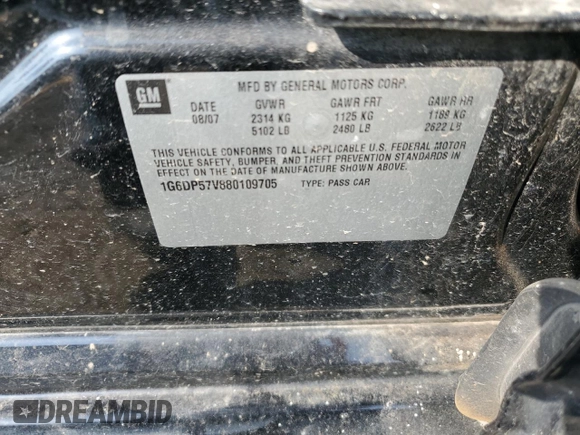 GM
MFD BY GENERAL MOTORS CORP.
DATE GVWR GAWR FRT GAWR RR
08/07 2314 KG 1125 KG 1189 KG
5102 LB 2480 LB 2622 LB
THIS VEHICLE CONFORMS TO ALL APPLICABLE U.S. FEDERAL MOTOR
VEHICLE SAFETY, BUMPER, AND THEFT PREVENTION STANDARDS IN
EFFECT ON THE DATE OF MANUFACTURE SHOWN ABOVE.
1G6DP57V880109705 TYPE: PASS CAR
DREAMBID